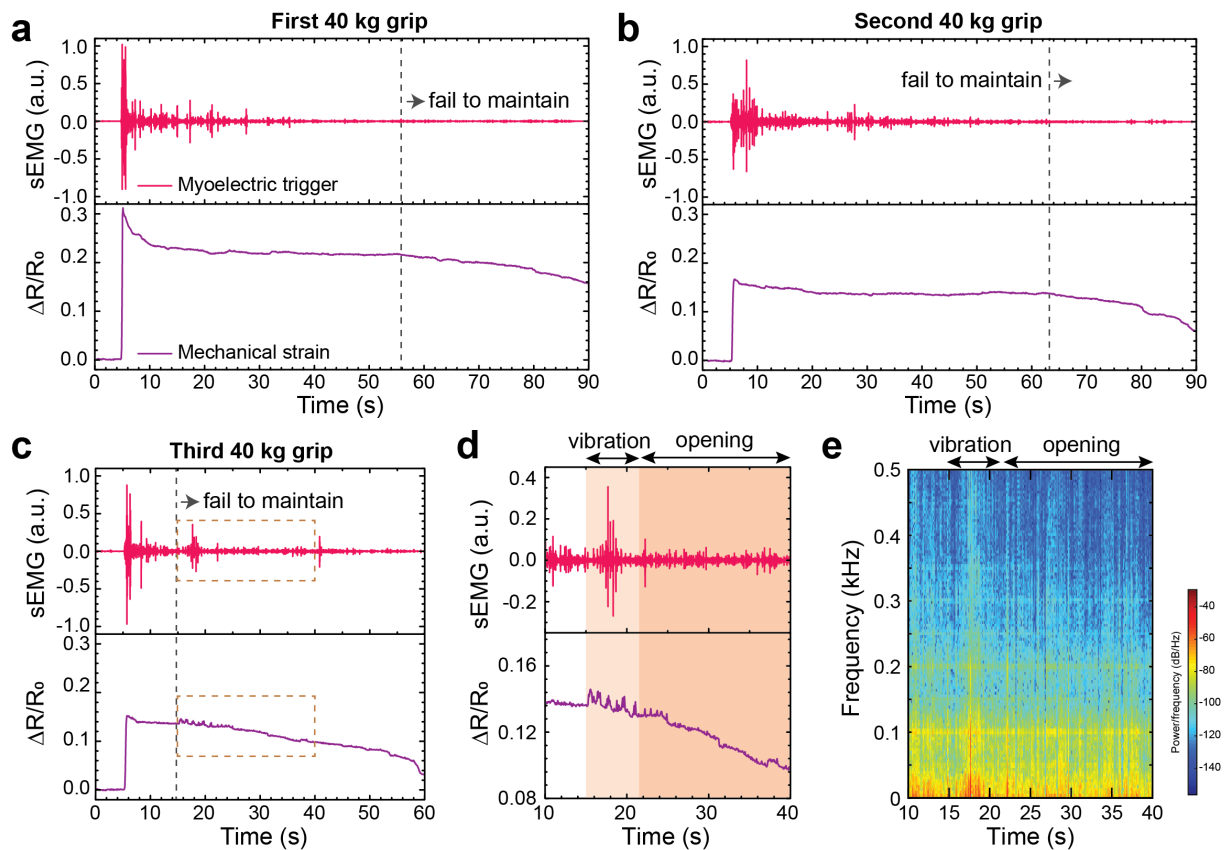 a
First 40 kg grip
1.0
0.5
0.0
-0.5
-1.0
sEMG (a.u.)
fail to maintain
Myoelectric trigger
0.3
0.2
0.1
0.0
ΔR/R₀
Mechanical strain
0 10 20 30 40 50 60 70 80 90
Time (s)
b
Second 40 kg grip
1.0
0.5
0.0
-0.5
-1.0
sEMG (a.u.)
fail to maintain
0.3
0.2
0.1
0.0
ΔR/R₀
0 10 20 30 40 50 60 70 80 90
Time (s)
c
Third 40 kg grip
1.0
0.5
0.0
-0.5
-1.0
sEMG (a.u.)
fail to maintain
0.3
0.2
0.1
0.0
ΔR/R₀
0 10 20 30 40 50 60
Time (s)
d
vibration opening
0.4
0.2
0.0
-0.2
sEMG (a.u.)
0.16
0.12
0.08
ΔR/R₀
10 20 30 40
Time (s)
e
vibration opening
0.5
0.4
0.3
0.2
0.1
0
Frequency (kHz)
10 15 20 25 30 35 40
Time (s)
-40
-60
-80
-100
-120
-140
Power/frequency (dB/Hz)